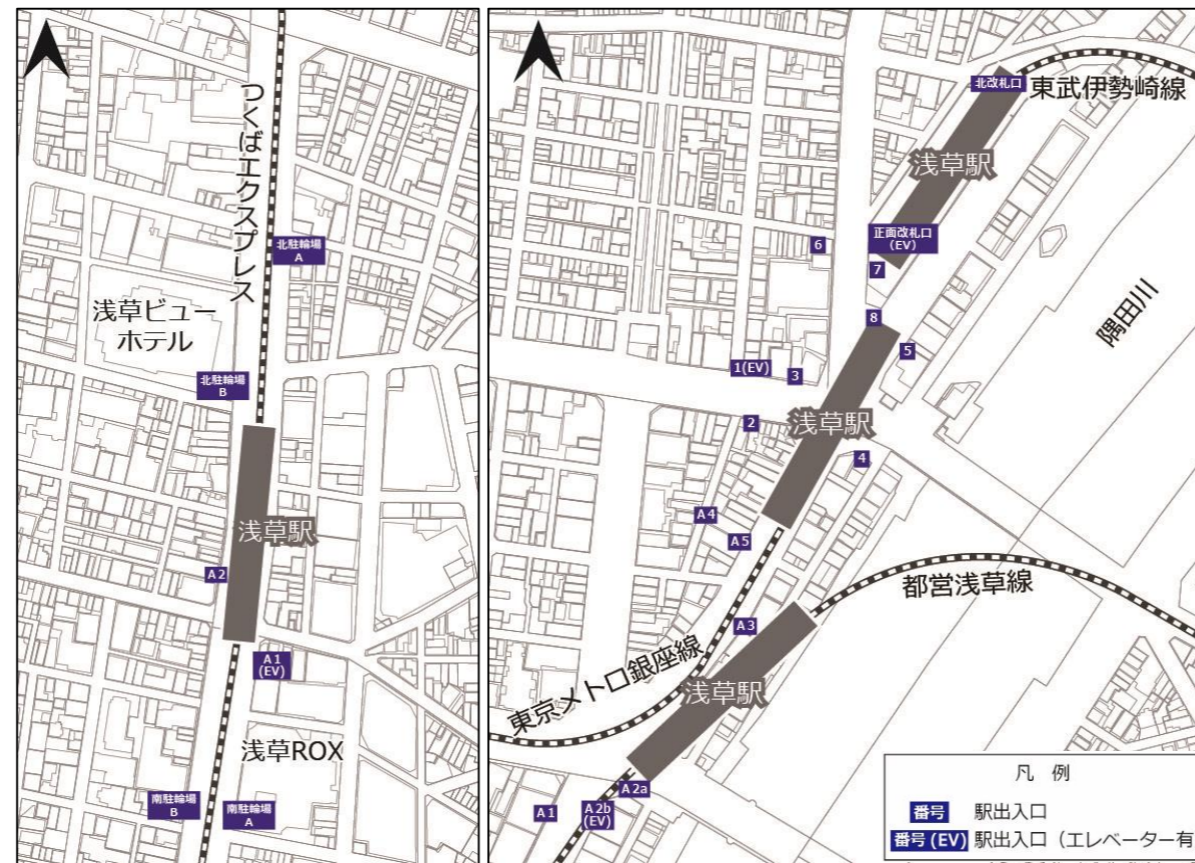 つくばエクスプレス
北駐輪場
A
浅草ビュー
ホテル
北駐輪場
B
浅草駅
A2
A1
(EV)
浅草ROX
南駐輪場
B
南駐輪場
A
北改札口
東武伊勢崎線
浅草駅
正面改札口
(EV)
6
7
8
5
隅田川
1(EV)
3
2
浅草駅
4
A4
A5
都営浅草線
A3
東京メトロ銀座線
浅草駅
A1
A2b
(EV)
A2a
凡 例
番号 駅出入口
番号(EV) 駅出入口（エレベーター有